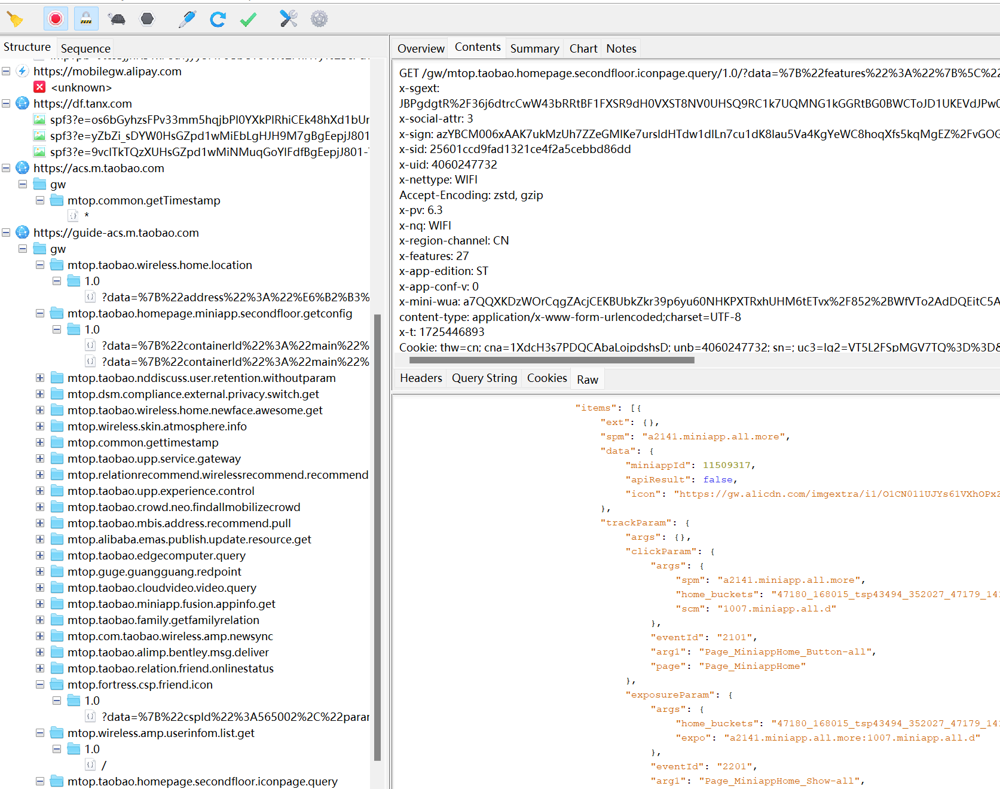 Structure
Sequence
https://mobilegw.alipay.com
<unknown>
https://df.tanx.com
spf3?e=os6bGyhzsFPv33mm5hqjbPl0YXkPlRhiCEk48hXd1bUr
spf3?e=yZbZi_sDYW0HsGZpd1wMiEbLgHJH9M7gBgEepjJ801
spf3?e=9vcITkTQzXUHsGZpd1wMiNMuqGoYlFdfBgEepjJ801-
https://acs.m.taobao.com
gw
mtop.common.getTimestamp
*
https://guide-acs.m.taobao.com
gw
mtop.taobao.wireless.home.location
1.0
?data=%7B%22address%22%3A%22%E6%B2%B3%
mtop.taobao.homepage.miniapp.secondfloor.getconfig
1.0
?data=%7B%22containerId%22%3A%22main%22%
?data=%7B%22containerId%22%3A%22main%22%
mtop.taobao.nddiscuss.user.retention.withoutparam
mtop.dsm.compliance.external.privacy.switch.get
mtop.taobao.wireless.home.newface.awesome.get
mtop.wireless.skin.atmosphere.info
mtop.common.gettimestamp
mtop.taobao.upp.service.gateway
mtop.relationrecommend.wirelessrecommend.recommend
mtop.taobao.upp.experience.control
mtop.taobao.crowd.neo.findallmobilizecrowd
mtop.taobao.mbis.address.recommend.pull
mtop.alibaba.emas.publish.update.resource.get
mtop.taobao.edgecomputer.query
mtop.guge.guangguang.redpoint
mtop.taobao.cloudvideo.video.query
mtop.taobao.miniapp.fusion.appinfo.get
mtop.taobao.family.getfamilyrelation
mtop.com.taobao.wireless.amp.newsync
mtop.taobao.alimp.bentley.msg.deliver
mtop.taobao.relation.friend.onlinestatus
mtop.fortress.csp.friend.icon
1.0
?data=%7B%22cspId%22%3A565002%2C%22parar
mtop.wireless.amp.userinfom.list.get
1.0
/
mtop.taobao.homepage.secondfloor.iconpage.query
Overview
Contents
Summary
Chart
Notes
GET /gw/mtop.taobao.homepage.secondfloor.iconpage.query/1.0/?data=%7B%22features%22%3A%22%7B%5C%22
x-sgext:
JBPgdgtR%2F36j6dtrcCwW43bRRtBF1FXSR9dH0VXST8NV0UHSQ9RC1k7UQMNG1kGGRtBG0BWCToJD1UKEVdJPw0
x-social-attr: 3
x-sign: azYBCM006xAAK7ukMzUh7ZZeGMlKe7ursIdHTdw1dlLn7cu1dK8lau5Va4KgYeWC8hoqXfs5kqMgEZ%2FvGOG
x-sid: 25601ccd9fad1321ce4f2a5cebbd86dd
x-uid: 4060247732
x-nettype: WIFI
Accept-Encoding: zstd, gzip
x-pv: 6.3
x-nq: WIFI
x-region-channel: CN
x-features: 27
x-app-edition: ST
x-app-conf-v: 0
x-mini-wua: a7QQXKDzWOrCqgZAcjCEKBUbkZkr39p6yu60NHKPXTRxhUHM6tETvx%2F852%2BWfVTo2AdDQEitC5A
content-type: application/x-www-form-urlencoded;charset=UTF-8
x-t: 1725446893
Cookie: thw=cn; cna=1XdcH3s7PDQCAbaLojpdshsD; unb=4060247732; sn=; uc3=lg2=VT5L2FSpMGV7TQ%3D%3D&
Headers
Query String
Cookies
Raw
"items": [{
"ext": {},
"spm": "a2141.miniapp.all.more",
"data": {
"miniappId": 11509317,
"apiResult": false,
"icon": "https://gw.alicdn.com/imgextra/i1/O1CN011UJYs61VXhOPxZ
},
"trackParam": {
"args": {},
"clickParam": {
"args": {
"spm": "a2141.miniapp.all.more",
"home_buckets": "47180_168015_tsp43494_352027_47179_141
"scm": "1007.miniapp.all.d"
},
"eventId": "2101",
"arg1": "Page_MiniappHome_Button-all",
"page": "Page_MiniappHome"
},
"exposureParam": {
"args": {
"home_buckets": "47180_168015_tsp43494_352027_47179_141
"expo": "a2141.miniapp.all.more:1007.miniapp.all.d"
},
"eventId": "2201",
"arg1": "Page_MiniappHome_Show-all",